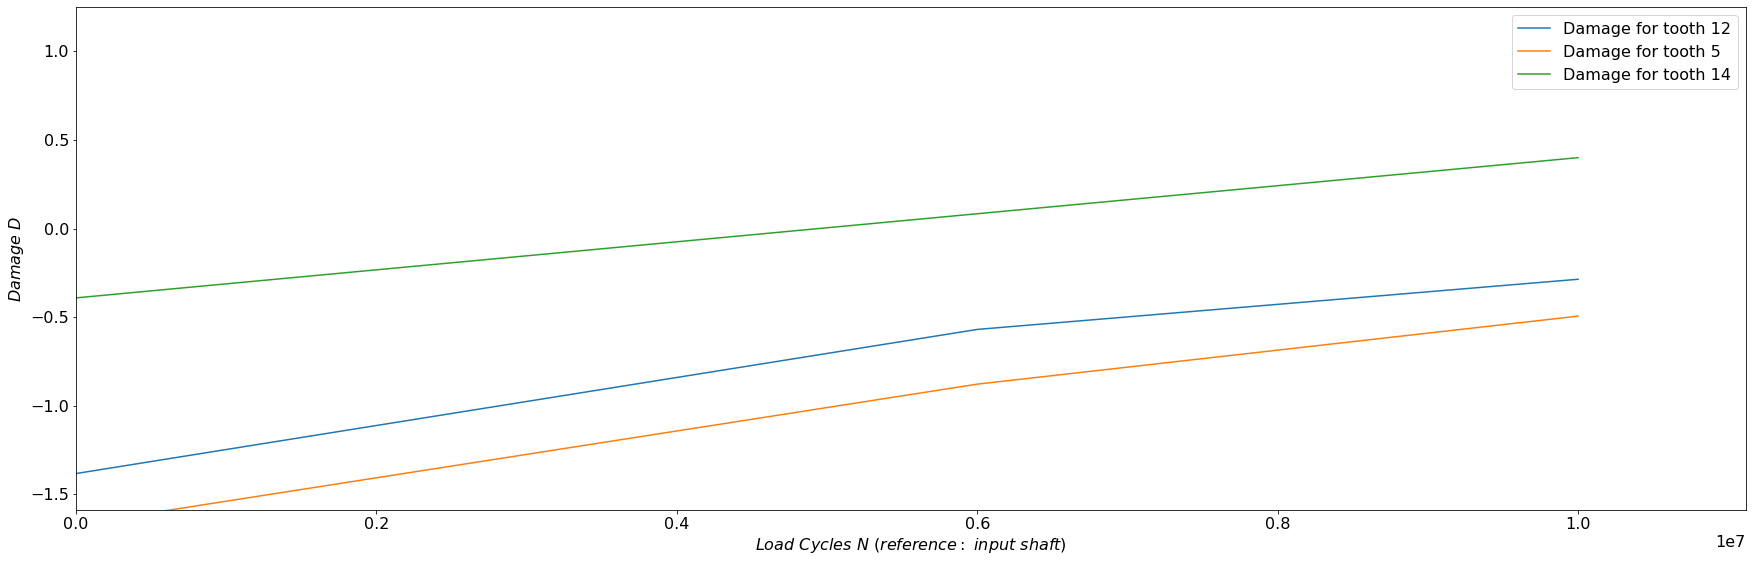 1.0
0.5
0.0
−0.5
−1.0
−1.5
Damage D
Damage for tooth 12
Damage for tooth 5
Damage for tooth 14
0.0 0.2 0.4 0.6 0.8 1.0
1e7
Load Cycles N (reference: input shaft)